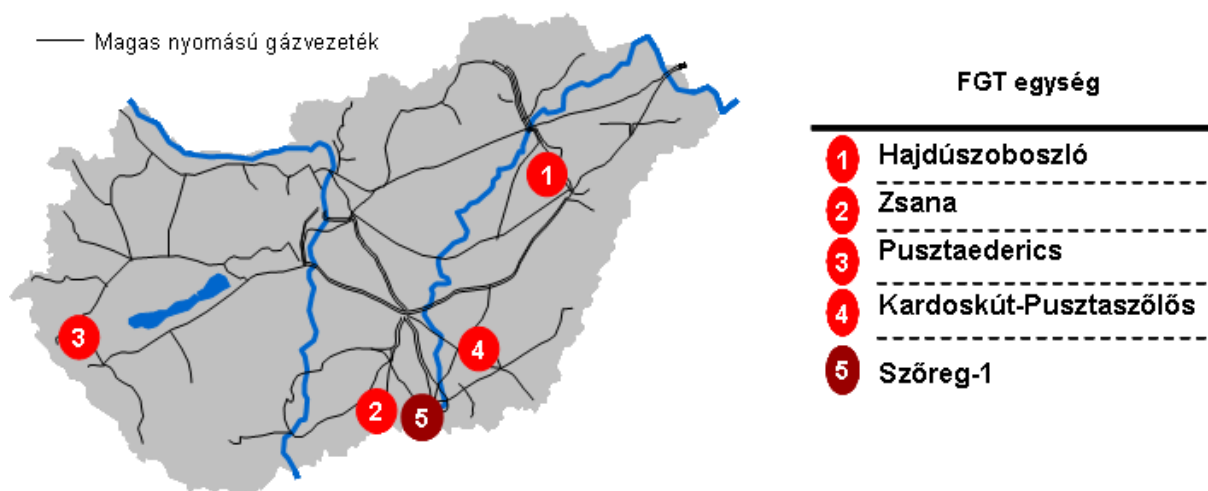 Magas nyomású gázvezeték
FGT egység
1 Hajdúszoboszló
2 Zsana
3 Pusztaederics
4 Kardoskút-Pusztaszőlős
5 Szőreg-1
1
3
4
2
5